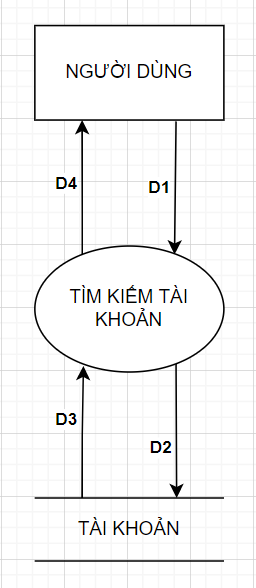 NGƯỜI DÙNG
D4
D1
TÌM KIẾM TÀI
KHOẢN
D3
D2
TÀI KHOẢN